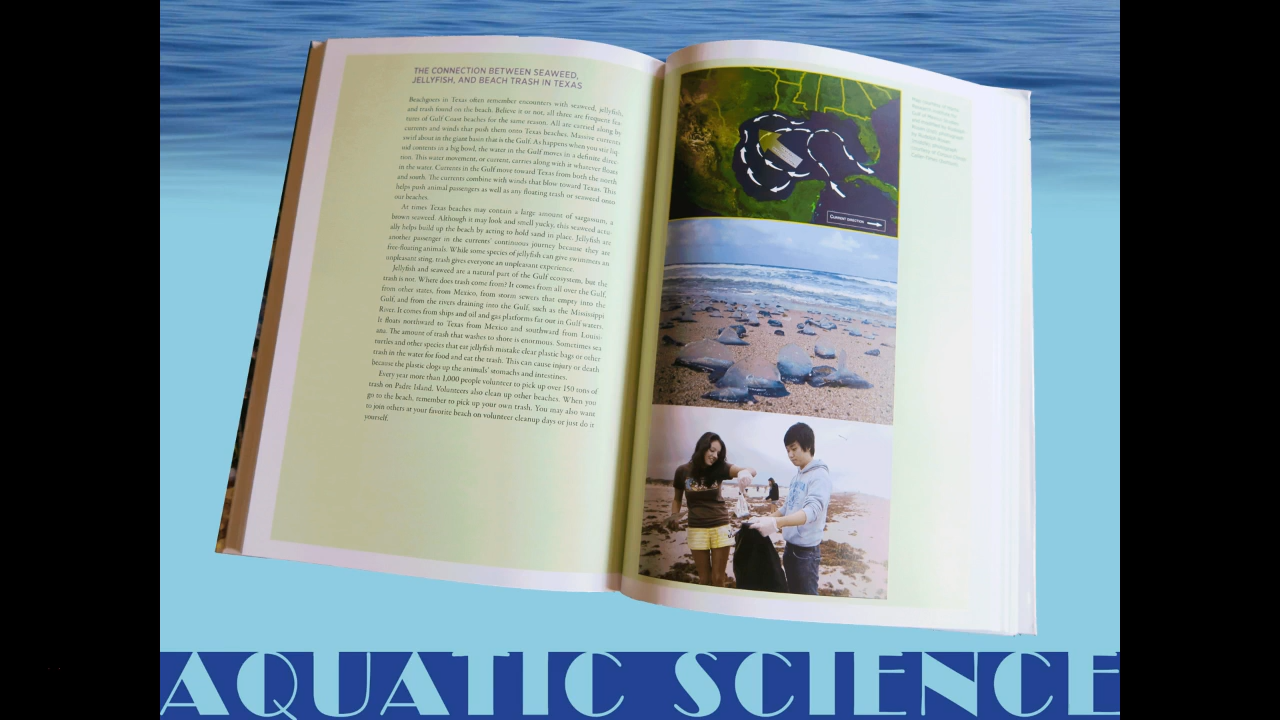 THE CONNECTION BETWEEN SEAWEED,
JELLYFISH, AND BEACH TRASH IN TEXAS
Beachgoers in Texas often remember encounters with seaweed, jellyfish,
and trash found on the beach. Believe it or not, all three are frequent fea-
tures of Gulf Coast beaches for the same reason. All are carried along by
currents and winds that push them onto Texas beaches. Massive currents
swirl about in the giant basin that is the Gulf. As happens when you stir liq-
uid contents in a big bowl, the water in the Gulf moves in a definite direc-
tion. This water movement, or current, carries along with it whatever floats
in the water. Currents in the Gulf move toward Texas from both the north
and south. The currents combine with winds that blow toward Texas. This
helps push animal passengers as well as any floating trash or seaweed onto
our beaches.
At times Texas beaches may contain a large amount of sargassum, a
brown seaweed. Although it may look and smell yucky, this seaweed actu-
ally helps build up the beach by acting to hold sand in place. Jellyfish are
another passenger in the currents' continuous journey because they are
free-floating animals. While some species of jellyfish can give swimmers an
unpleasant sting, trash gives everyone an unpleasant experience.
Jellyfish and seaweed are a natural part of the Gulf ecosystem, but the
trash is not. Where does trash come from? It comes from all over the Gulf,
from other states, from Mexico, from storm sewers that empty into the
Gulf, and from the rivers draining into the Gulf, such as the Mississippi
River. It comes from ships and oil and gas platforms far out in Gulf waters.
It floats northward to Texas from Mexico and southward from Louisi-
ana. The amount of trash that washes to shore is enormous. Sometimes sea
turtles and other species that eat jellyfish mistake clear plastic bags or other
trash in the water for food and eat the trash. This can cause injury or death
because the plastic clogs up the animals' stomachs and intestines.
Every year more than 1,000 people volunteer to pick up over 150 tons of
trash on Padre Island. Volunteers also clean up other beaches. When you
go to the beach, remember to pick up your own trash. You may also want
to join others at your favorite beach on volunteer cleanup days or just do it
yourself.
CURRENT DIRECTION
AQUATIC SCIENCE